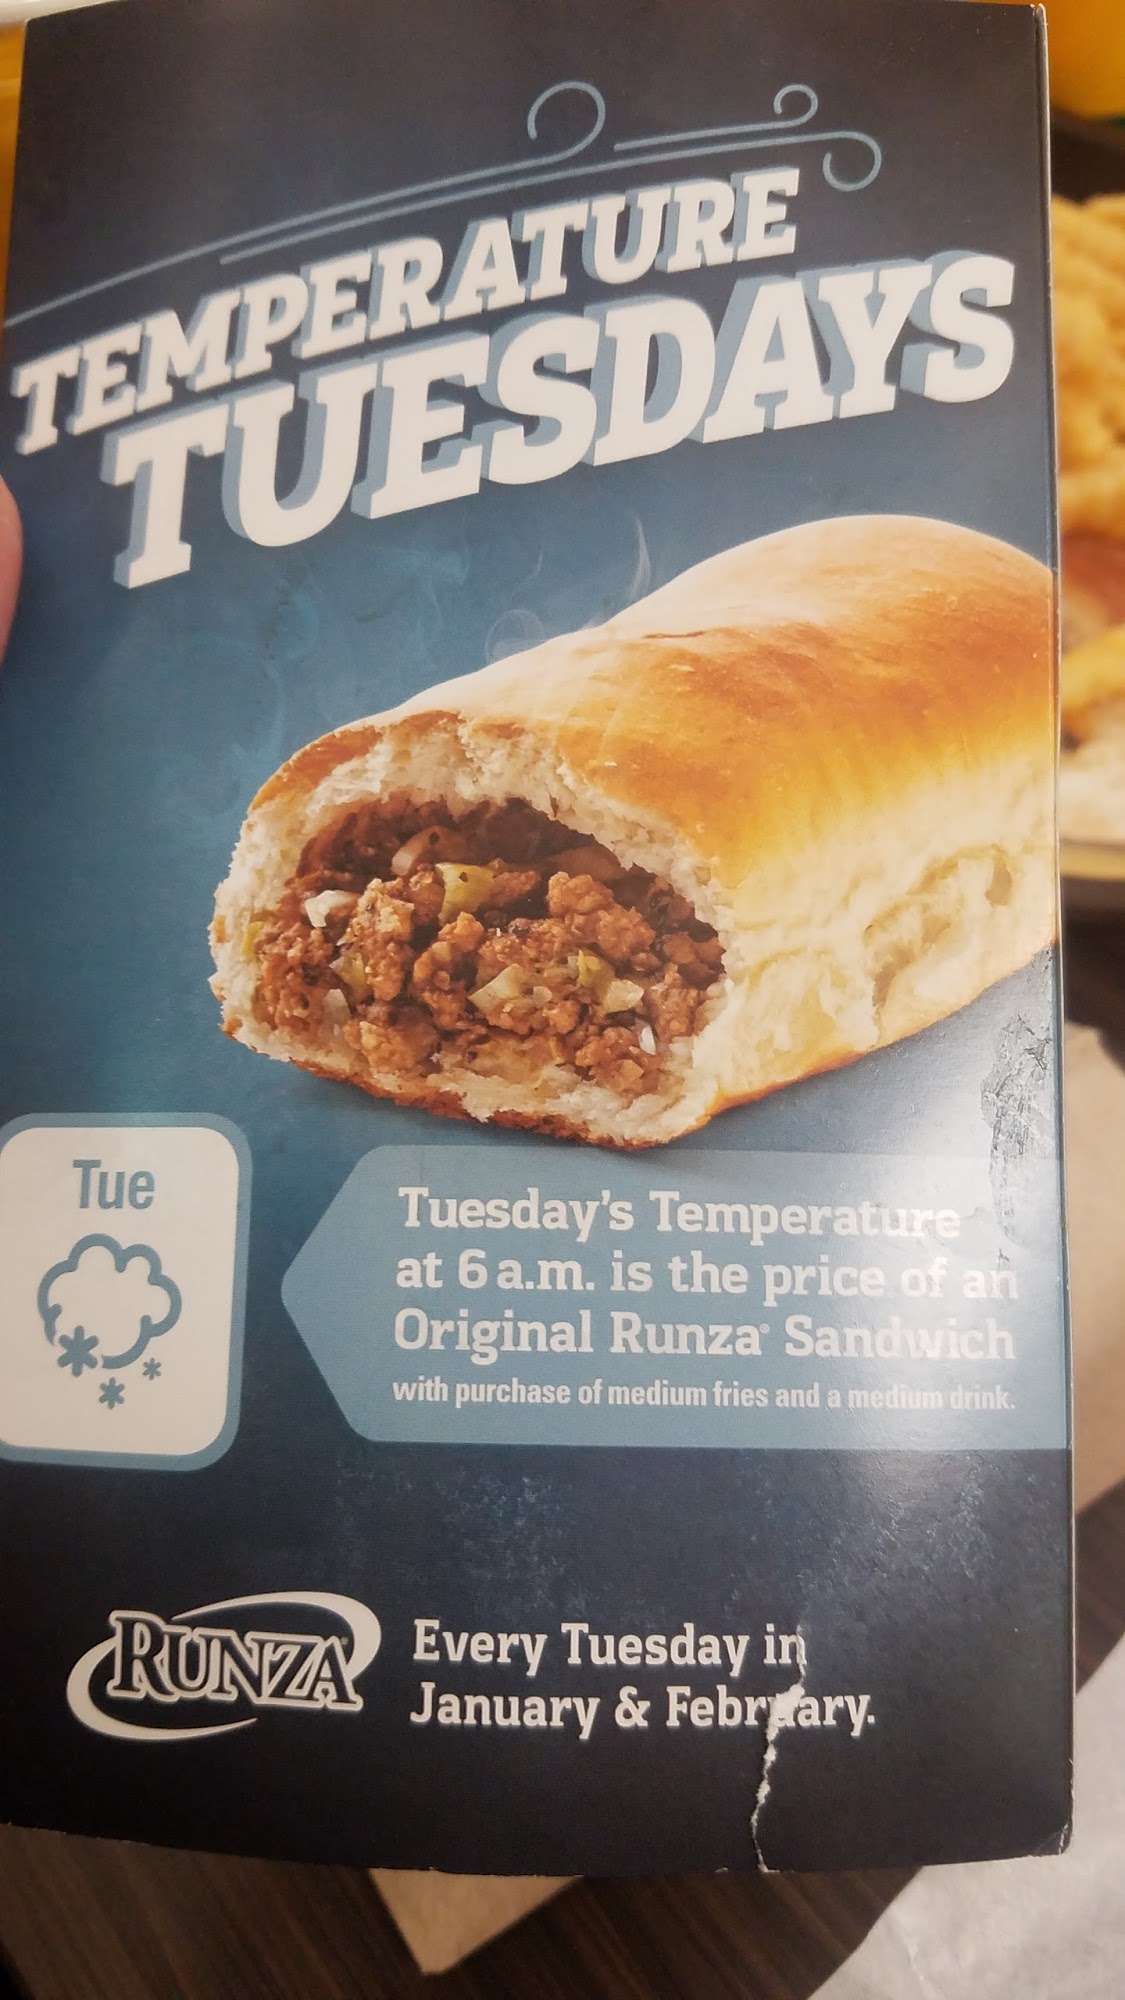 TEMPERATURE
TUESDAYS
Tue
Tuesday's Temperature
at 6 a.m. is the price of an
Original Runza® Sandwich
with purchase of medium fries and a medium drink.
RUNZA
Every Tuesday in
January & February.